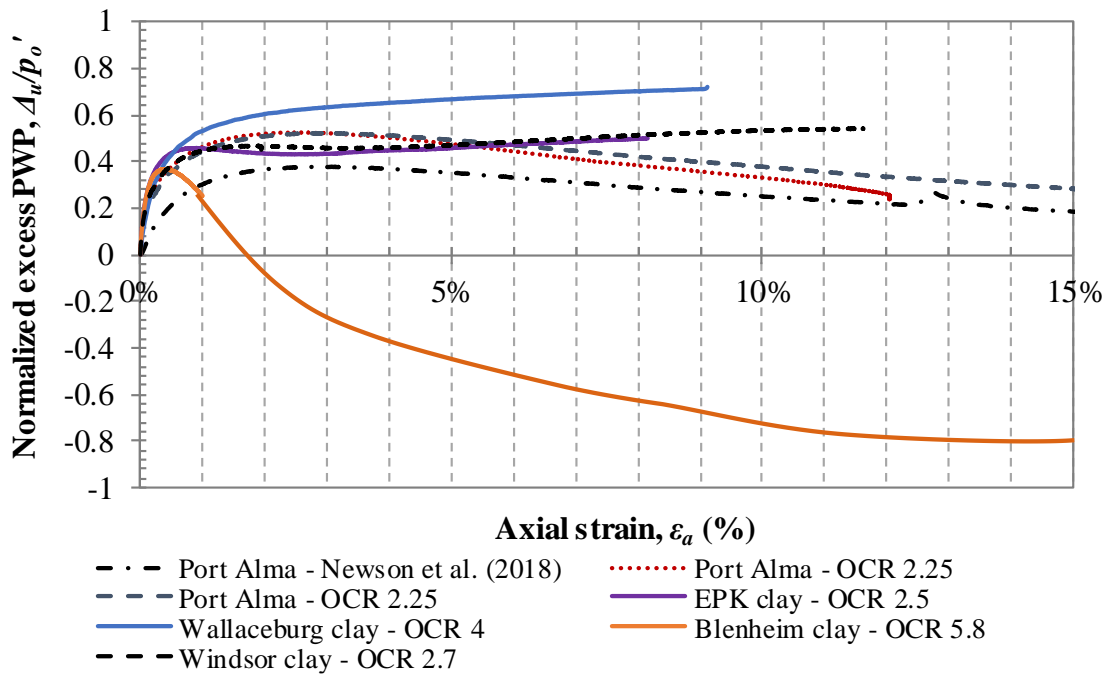 Normalized excess PWP, Δu/po'
1
0.8
0.6
0.4
0.2
0
-0.2
-0.4
-0.6
-0.8
-1
0% 5% 10% 15%
Axial strain, εa (%)
Port Alma - Newson et al. (2018) Port Alma - OCR 2.25
Port Alma - OCR 2.25 EPK clay - OCR 2.5
Wallaceburg clay - OCR 4 Blenheim clay - OCR 5.8
Windsor clay - OCR 2.7